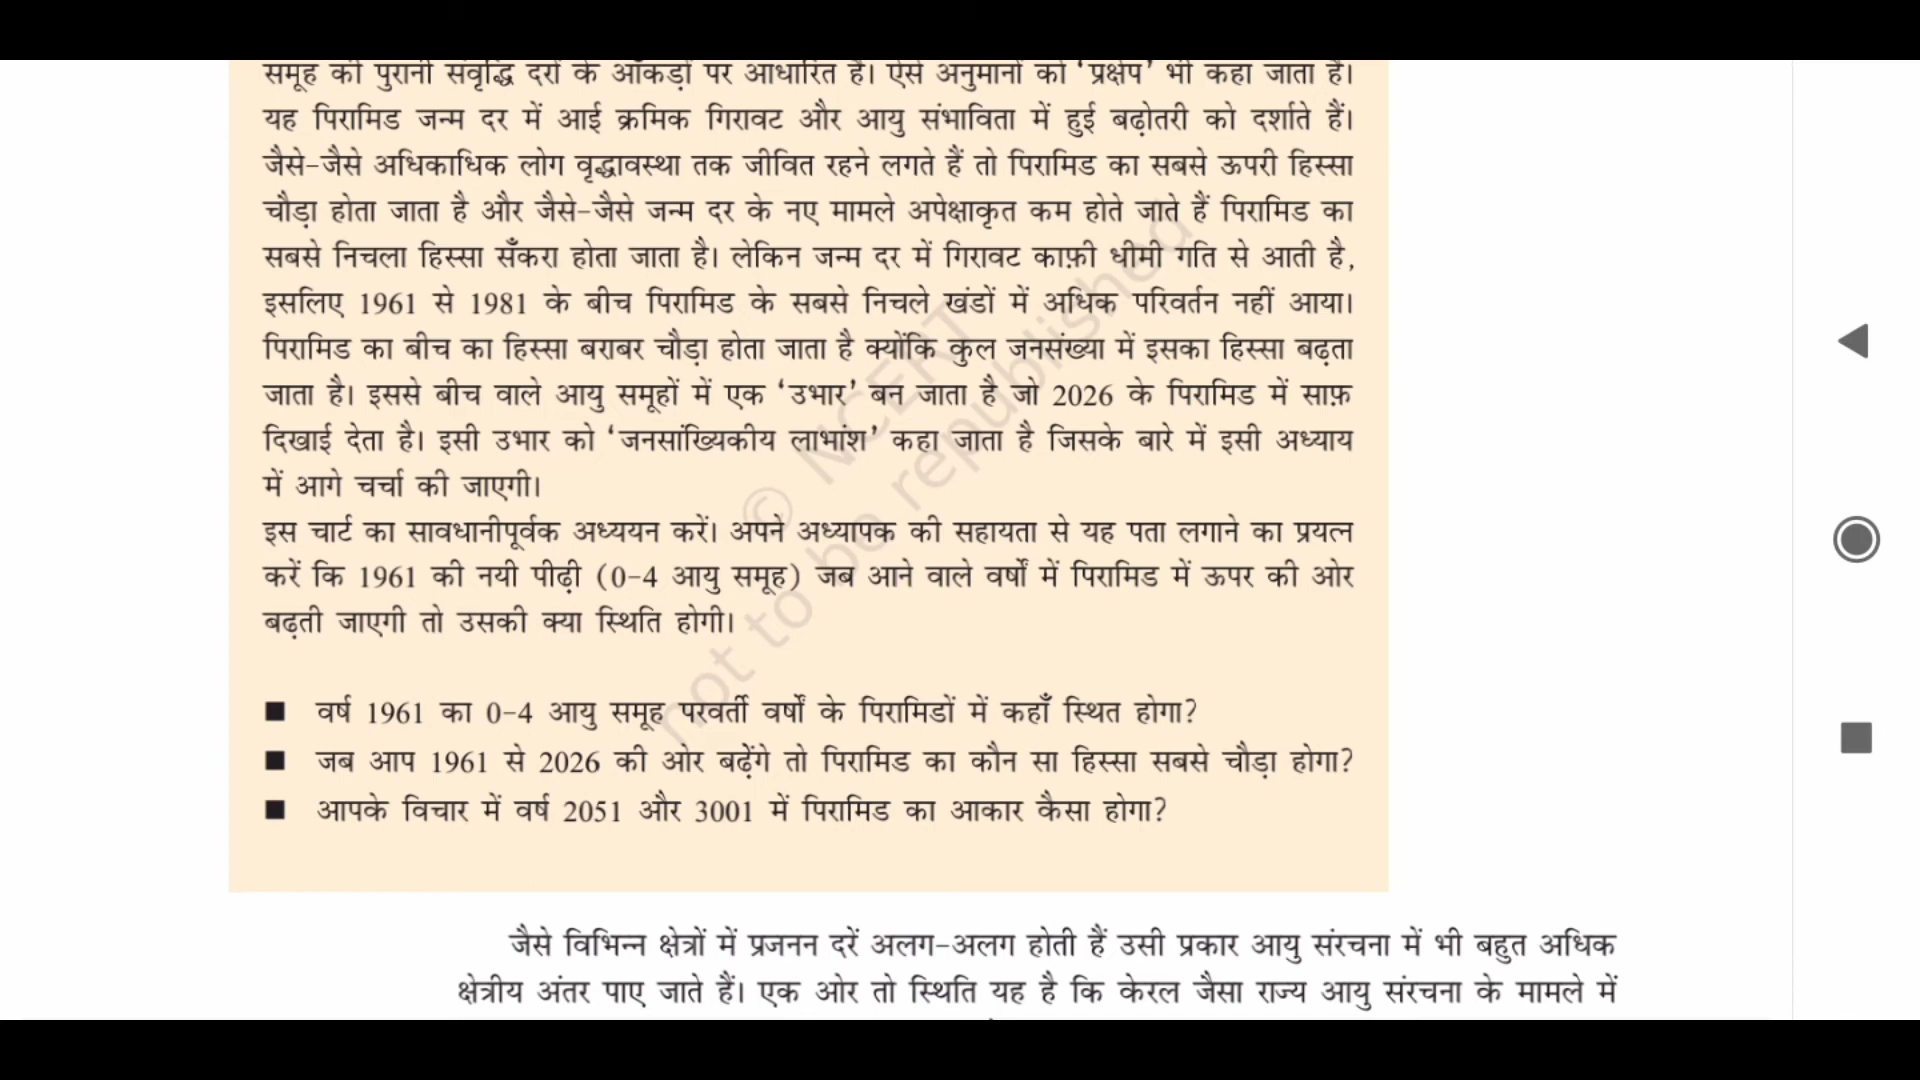 समूह की पुरानी संवृद्धि दरों के आँकड़ों पर आधारित है। ऐसे अनुमानों को ‘प्रक्षेप’ भी कहा जाता है।
यह पिरामिड जन्म दर में आई क्रमिक गिरावट और आयु संभाविता में हुई बढ़ोतरी को दर्शाते हैं।
जैसे-जैसे अधिकाधिक लोग वृद्धावस्था तक जीवित रहने लगते हैं तो पिरामिड का सबसे ऊपरी हिस्सा
चौड़ा होता जाता है और जैसे-जैसे जन्म दर के नए मामले अपेक्षाकृत कम होते जाते हैं पिरामिड का
सबसे निचला हिस्सा सँकरा होता जाता है। लेकिन जन्म दर में गिरावट काफ़ी धीमी गति से आती है,
इसलिए 1961 से 1981 के बीच पिरामिड के सबसे निचले खंडों में अधिक परिवर्तन नहीं आया।
पिरामिड का बीच का हिस्सा बराबर चौड़ा होता जाता है क्योंकि कुल जनसंख्या में इसका हिस्सा बढ़ता
जाता है। इससे बीच वाले आयु समूहों में एक ‘उभार’ बन जाता है जो 2026 के पिरामिड में साफ़
दिखाई देता है। इसी उभार को ‘जनसांख्यिकीय लाभांश’ कहा जाता है जिसके बारे में इसी अध्याय
में आगे चर्चा की जाएगी।
इस चार्ट का सावधानीपूर्वक अध्ययन करें। अपने अध्यापक की सहायता से यह पता लगाने का प्रयत्न
करें कि 1961 की नयी पीढ़ी (0-4 आयु समूह) जब आने वाले वर्षों में पिरामिड में ऊपर की ओर
बढ़ती जाएगी तो उसकी क्या स्थिति होगी।
■ वर्ष 1961 का 0-4 आयु समूह परवर्ती वर्षों के पिरामिडों में कहाँ स्थित होगा?
■ जब आप 1961 से 2026 की ओर बढ़ेंगे तो पिरामिड का कौन सा हिस्सा सबसे चौड़ा होगा?
■ आपके विचार में वर्ष 2051 और 3001 में पिरामिड का आकार कैसा होगा?
जैसे विभिन्न क्षेत्रों में प्रजनन दरें अलग-अलग होती हैं उसी प्रकार आयु संरचना में भी बहुत अधिक
क्षेत्रीय अंतर पाए जाते हैं। एक ओर तो स्थिति यह है कि केरल जैसा राज्य आयु संरचना के मामले में
© NCERT
not to be republished